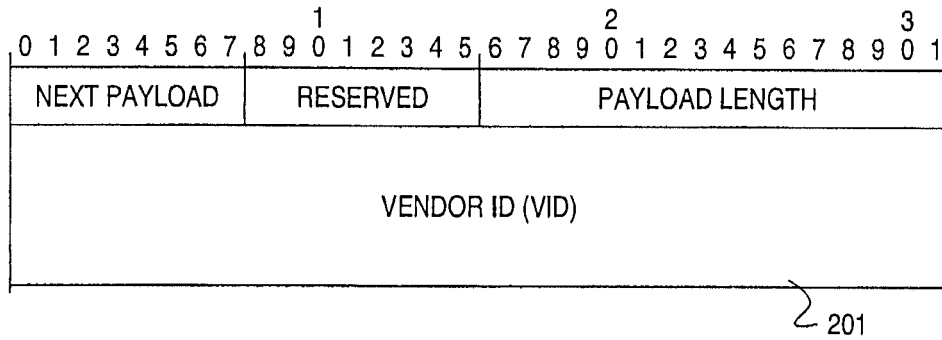 1 2 3
0 1 2 3 4 5 6 7 8 9 0 1 2 3 4 5 6 7 8 9 0 1 2 3 4 5 6 7 8 9 0 1
NEXT PAYLOAD RESERVED PAYLOAD LENGTH
VENDOR ID (VID)
201